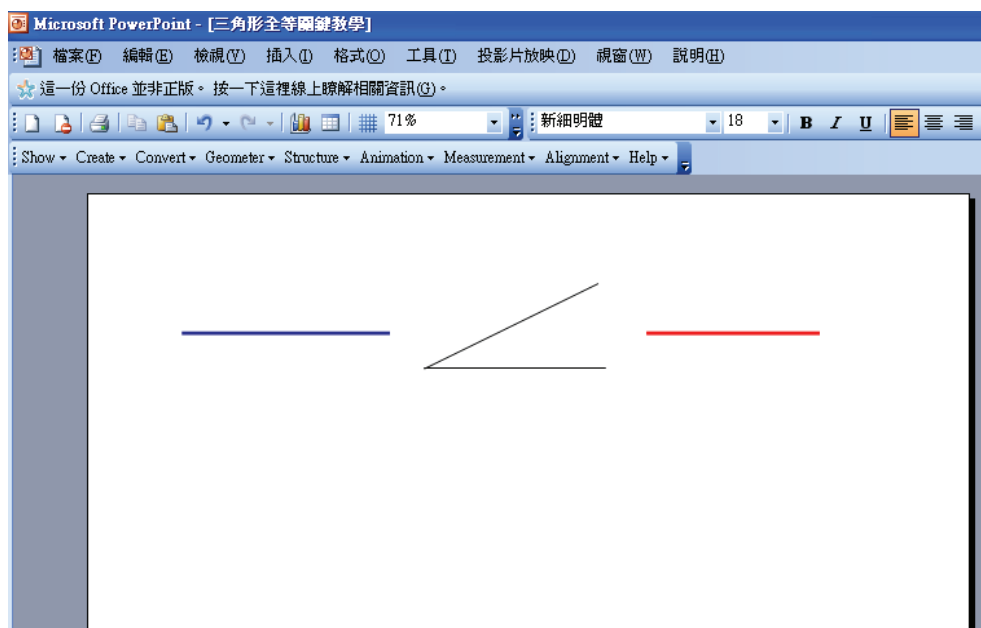 Microsoft PowerPoint - [三角形全等關鍵教學]
檔案(F) 編輯(E) 檢視(V) 插入(I) 格式(O) 工具(T) 投影片放映(D) 視窗(W) 說明(H)
這一份 Office 並非正版。按一下這裡線上瞭解相關資訊(G)。
71% 新細明體 18 B I U
Show Create Convert Geometer Structure Animation Measurement Alignment Help